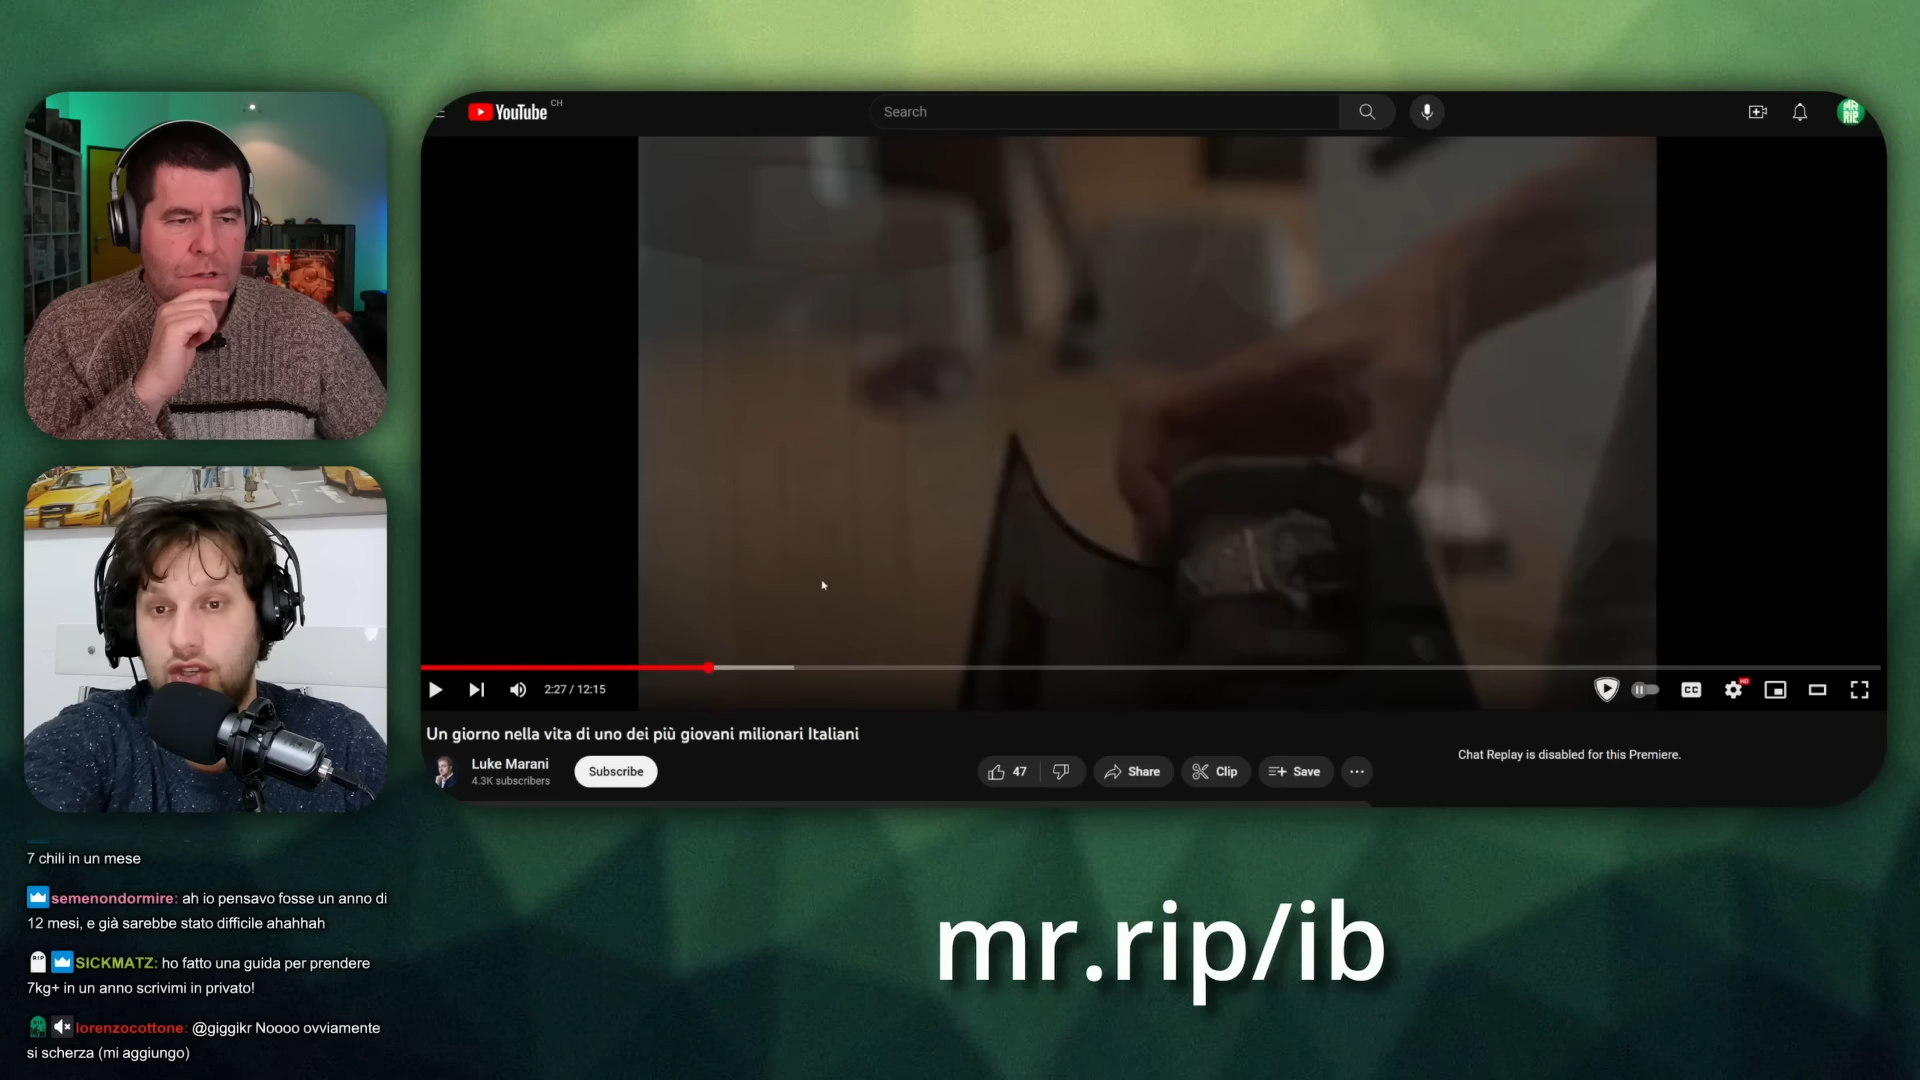 YouTube CH
Search
MR RIP
2:27 / 12:15
CC
HD
Un giorno nella vita di uno dei più giovani milionari Italiani
Luke Marani
4.3K subscribers
Subscribe
47
Share
Clip
Save
Chat Replay is disabled for this Premiere.
7 chili in un mese
semenondormire: ah io pensavo fosse un anno di
12 mesi, e già sarebbe stato difficile ahahhah
SICKMATZ: ho fatto una guida per prendere
7kg+ in un anno scrivimi in privato!
lorenzocottone: @giggikr Noooo ovviamente
si scherza (mi aggiungo)
mr.rip/ib